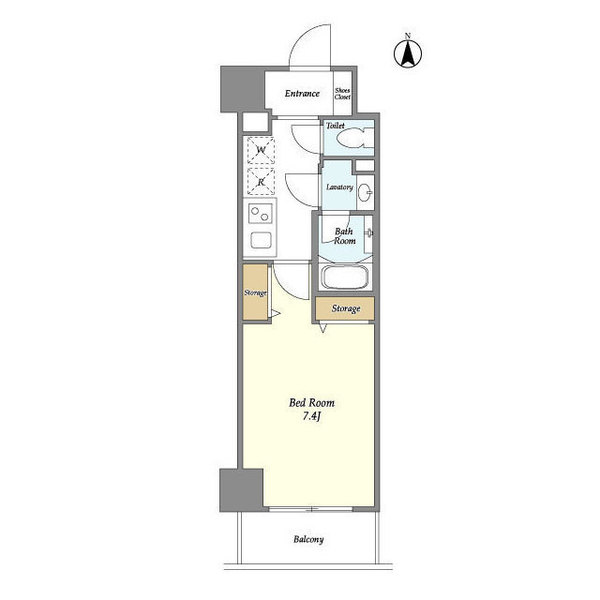 N
Entrance
Shoes
Closet
Toilet
W
R
Lavatory
Bath
Room
Storage
Storage
Bed Room
7.4J
Balcony